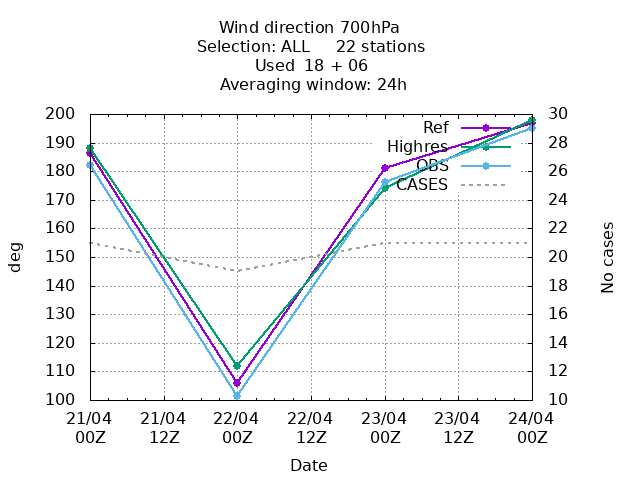 Wind direction 700hPa
Selection: ALL     22 stations
Used  18 + 06
Averaging window: 24h
200
190
180
170
160
150
140
130
120
110
100
deg
30
28
26
24
22
20
18
16
14
12
10
No cases
Ref
Highres
OBS
CASES
21/04 21/04 22/04 22/04 23/04 23/04 24/04
00Z 12Z 00Z 12Z 00Z 12Z 00Z
Date